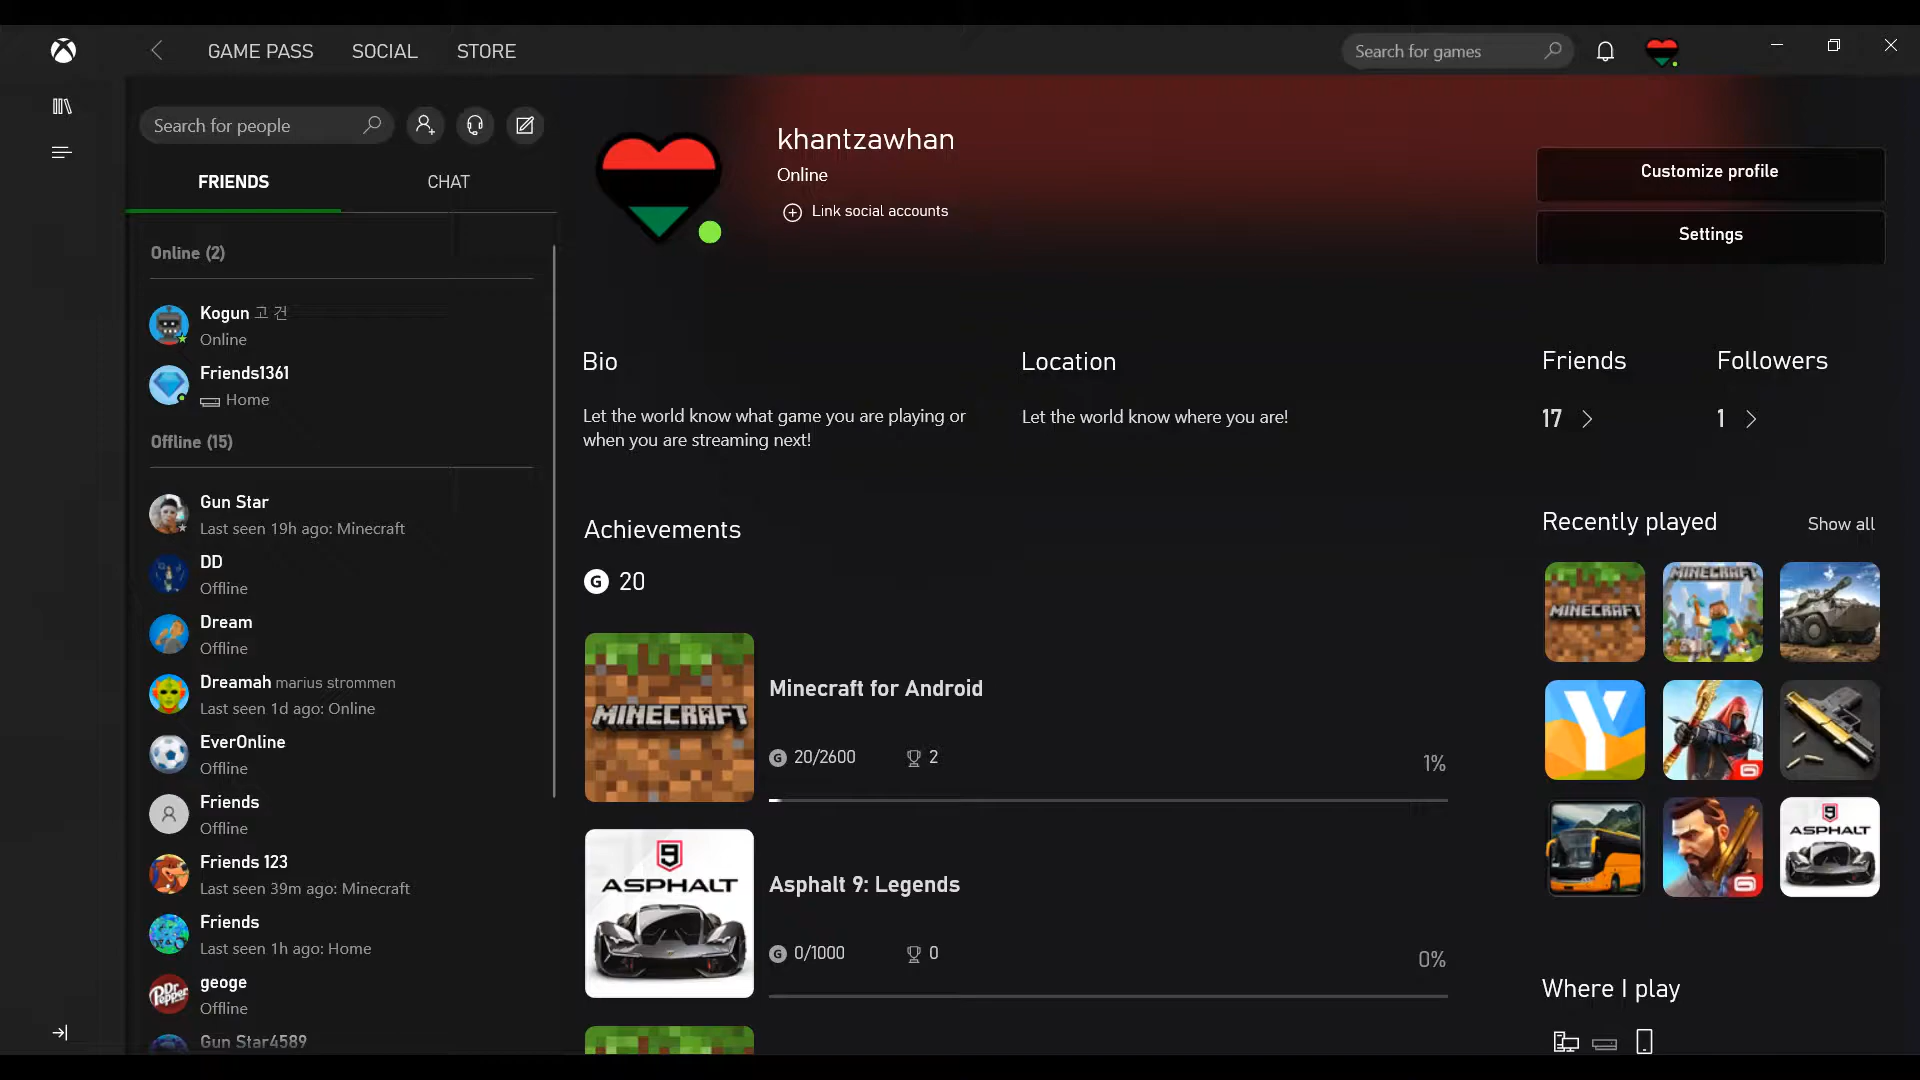 GAME PASS
SOCIAL
STORE
Search for games
Search for people
FRIENDS
CHAT
Online (2)
Kogun 고 건
Online
Friends1361
Home
Offline (15)
Gun Star
Last seen 19h ago: Minecraft
DD
Offline
Dream
Offline
Dreamah marius strommen
Last seen 1d ago: Online
EverOnline
Offline
Friends
Offline
Friends 123
Last seen 39m ago: Minecraft
Friends
Last seen 1h ago: Home
geoge
Offline
Gun Star4589
Dr Pepper
khantzawhan
Online
Link social accounts
Customize profile
Settings
Bio
Let the world know what game you are playing or
when you are streaming next!
Location
Let the world know where you are!
Friends
17
Followers
1
Achievements
G 20
MINECRAFT
Minecraft for Android
G 20/2600
2
1%
9
ASPHALT
Asphalt 9: Legends
G 0/1000
0
0%
Recently played
Show all
MINECRAFT
MINECRAFT
Y
9
ASPHALT
Where I play